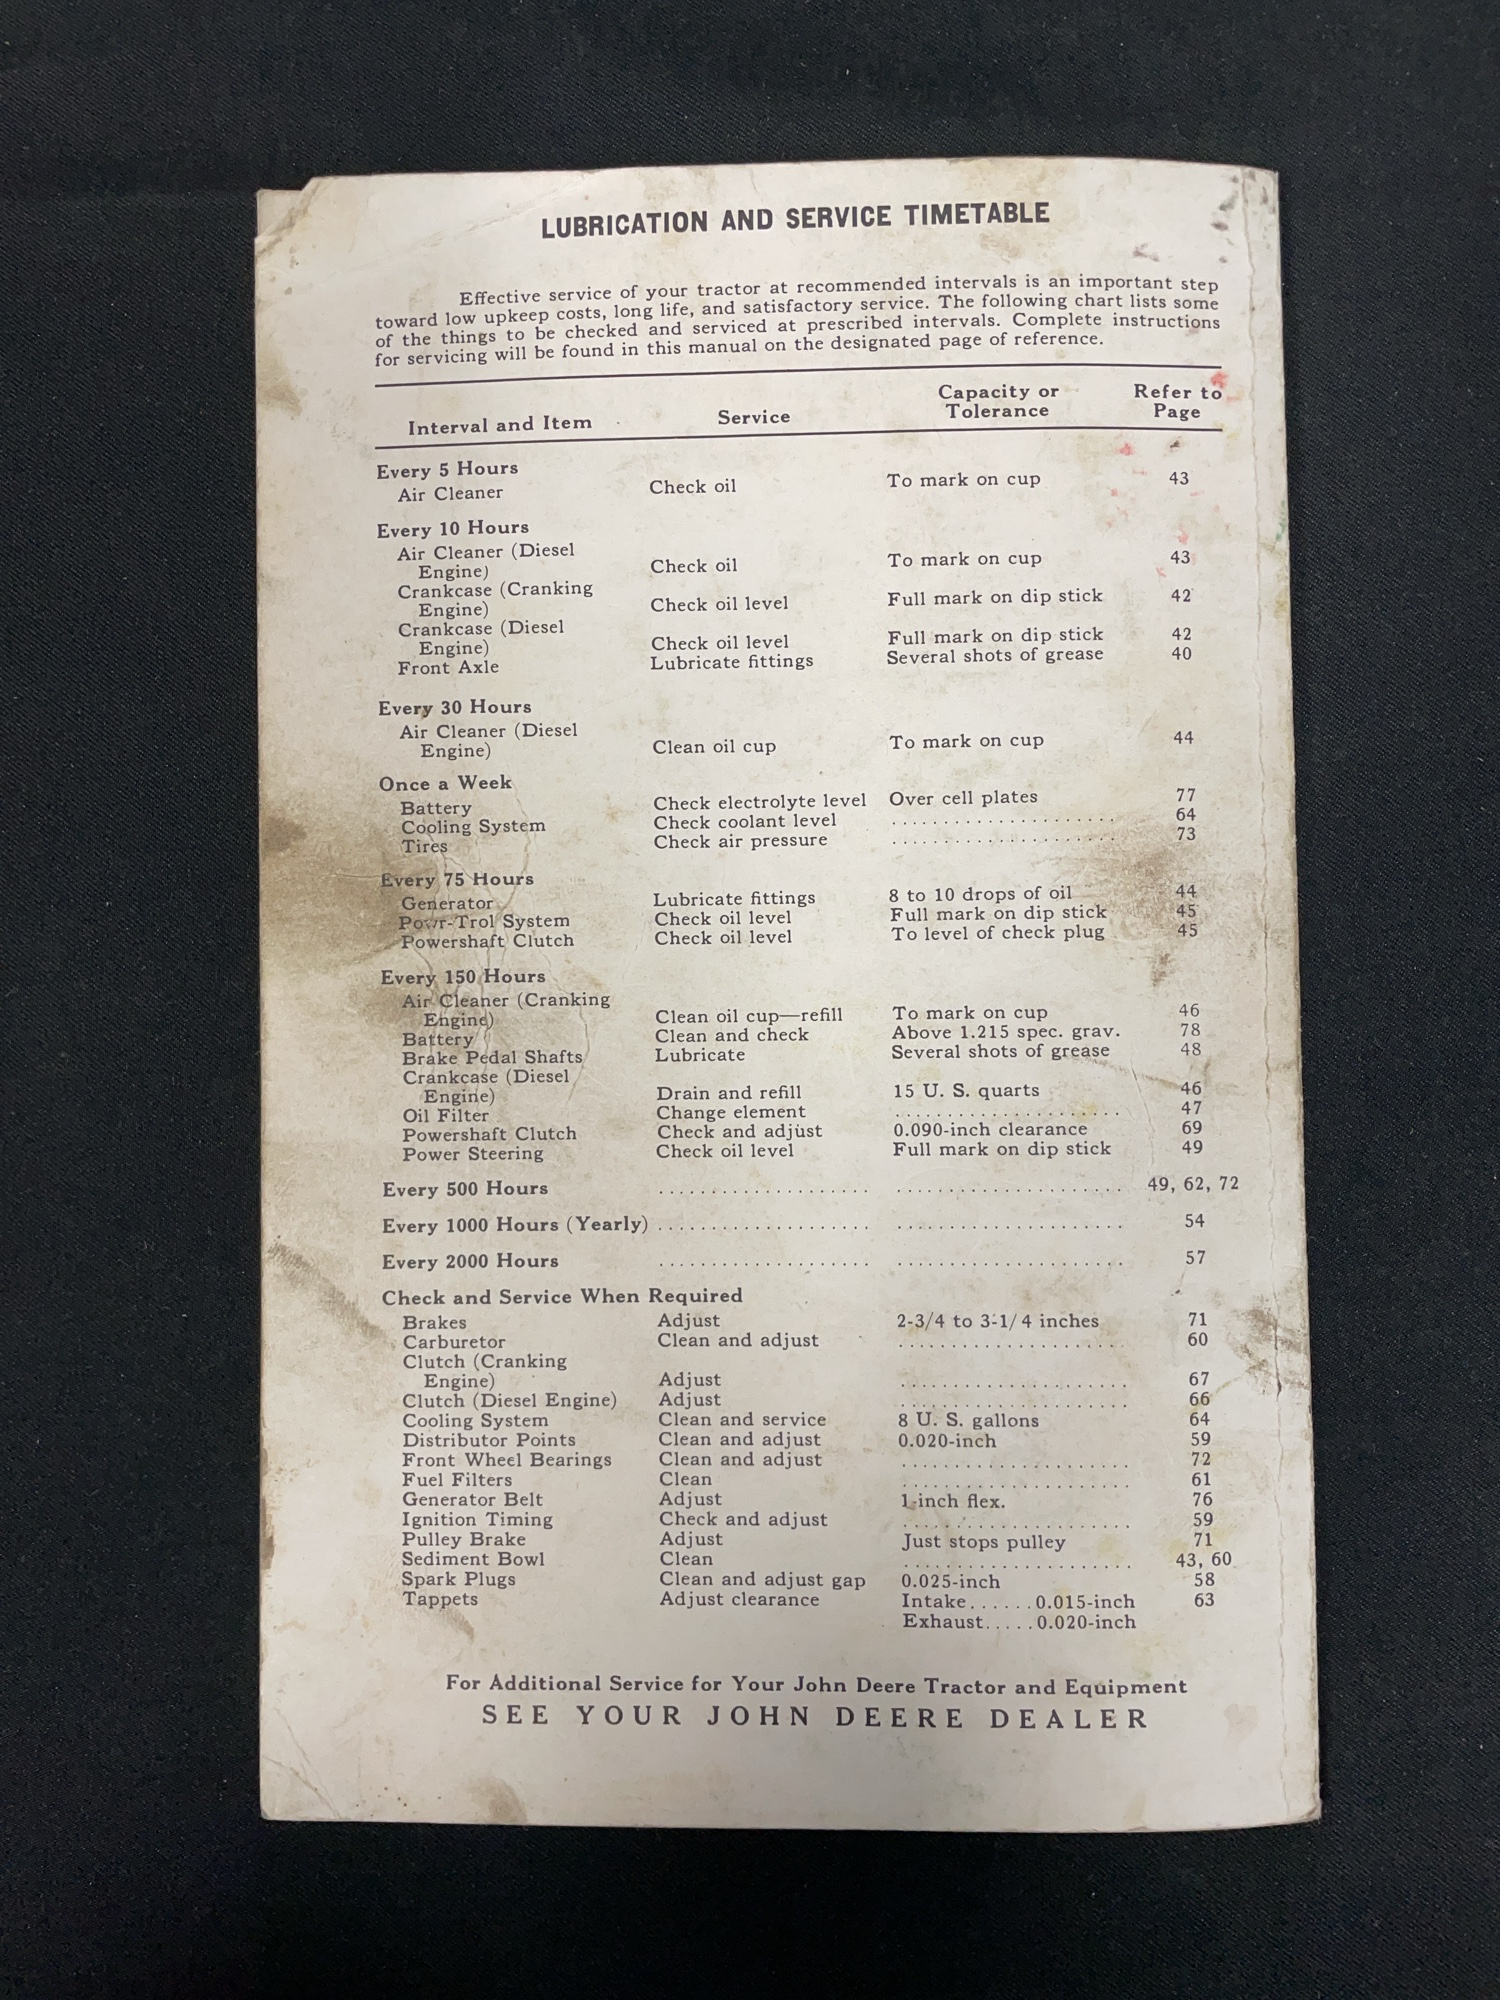 LUBRICATION AND SERVICE TIMETABLE
Effective service of your tractor at recommended intervals is an important step
toward low upkeep costs, long life, and satisfactory service. The following chart lists some
of the things to be checked and serviced at prescribed intervals. Complete instructions
for servicing will be found in this manual on the designated page of reference.
Interval and Item Service Capacity or Tolerance Refer to Page
Every 5 Hours
Air Cleaner Check oil To mark on cup 43
Every 10 Hours
Air Cleaner (Diesel
Engine) Check oil To mark on cup 43
Crankcase (Cranking
Engine) Check oil level Full mark on dip stick 42
Crankcase (Diesel
Engine) Check oil level Full mark on dip stick 42
Front Axle Lubricate fittings Several shots of grease 40
Every 30 Hours
Air Cleaner (Diesel
Engine) Clean oil cup To mark on cup 44
Once a Week
Battery Check electrolyte level Over cell plates 77
Cooling System Check coolant level ..................... 64
Tires Check air pressure ..................... 73
Every 75 Hours
Generator Lubricate fittings 8 to 10 drops of oil 44
Powr-Trol System Check oil level Full mark on dip stick 45
Powershaft Clutch Check oil level To level of check plug 45
Every 150 Hours
Air Cleaner (Cranking
Engine) Clean oil cup—refill To mark on cup 46
Battery Clean and check Above 1.215 spec. grav. 78
Brake Pedal Shafts Lubricate Several shots of grease 48
Crankcase (Diesel
Engine) Drain and refill 15 U. S. quarts 46
Oil Filter Change element ..................... 47
Powershaft Clutch Check and adjust 0.090-inch clearance 69
Power Steering Check oil level Full mark on dip stick 49
Every 500 Hours .................... ..................... 49, 62, 72
Every 1000 Hours (Yearly) .................... ..................... 54
Every 2000 Hours .................... ..................... 57
Check and Service When Required
Brakes Adjust 2-3/4 to 3-1/4 inches 71
Carburetor Clean and adjust ..................... 60
Clutch (Cranking
Engine) Adjust ..................... 67
Clutch (Diesel Engine) Adjust ..................... 66
Cooling System Clean and service 8 U. S. gallons 64
Distributor Points Clean and adjust 0.020-inch 59
Front Wheel Bearings Clean and adjust ..................... 72
Fuel Filters Clean ..................... 61
Generator Belt Adjust 1-inch flex. 76
Ignition Timing Check and adjust ..................... 59
Pulley Brake Adjust Just stops pulley 71
Sediment Bowl Clean ..................... 43, 60
Spark Plugs Clean and adjust gap 0.025-inch 58
Tappets Adjust clearance Intake......0.015-inch 63
Exhaust.....0.020-inch
For Additional Service for Your John Deere Tractor and Equipment
SEE YOUR JOHN DEERE DEALER